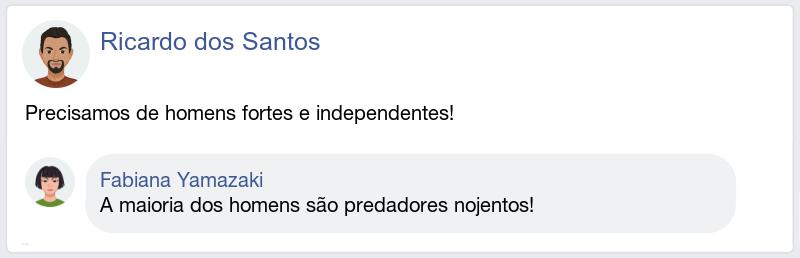 Ricardo dos Santos
Precisamos de homens fortes e independentes!
Fabiana Yamazaki
A maioria dos homens são predadores nojentos!